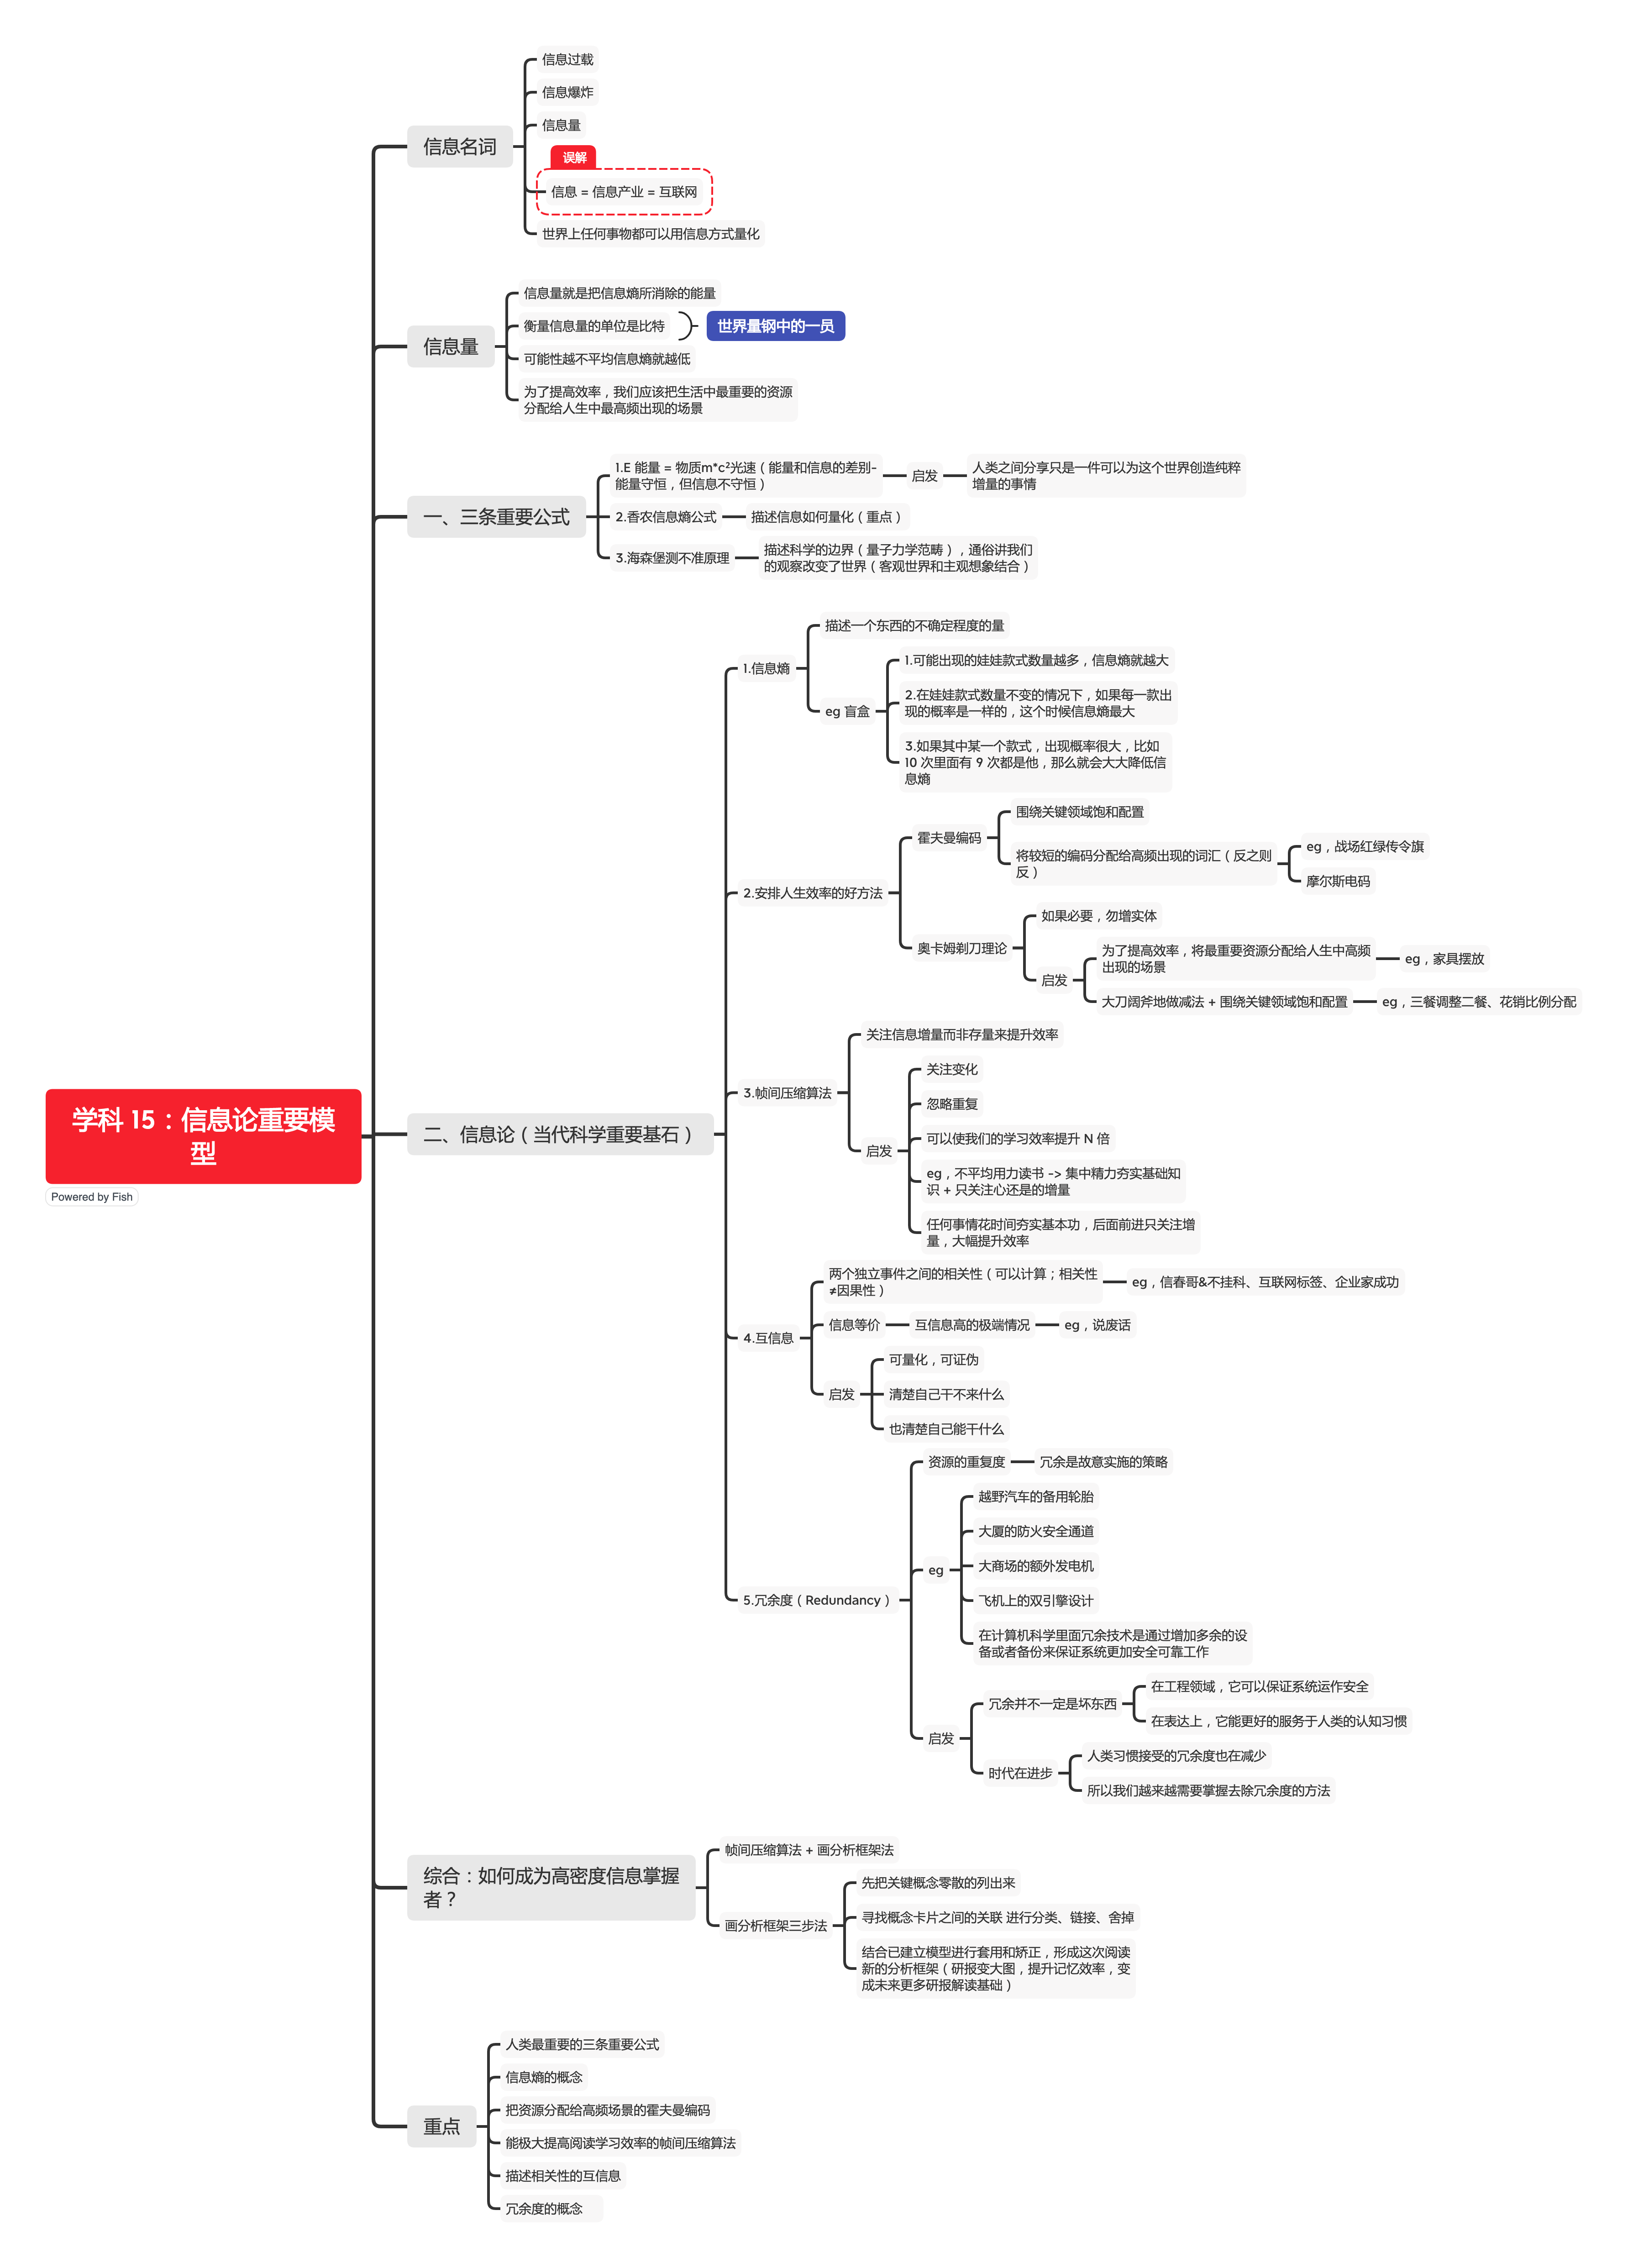 学科 15：信息论重要模
型
Powered by Fish
信息名词
信息过载
信息爆炸
信息量
误解
信息 = 信息产业 = 互联网
世界上任何事物都可以用信息方式量化
信息量
信息量就是把信息熵所消除的能量
衡量信息量的单位是比特
世界量钢中的一员
可能性越不平均信息熵就越低
为了提高效率，我们应该把生活中最重要的资源
分配给人生中最高频出现的场景
一、三条重要公式
1.E 能量 = 物质m*c²光速（能量和信息的差别-
能量守恒，但信息不守恒）
启发
人类之间分享只是一件可以为这个世界创造纯粹
增量的事情
2.香农信息熵公式
描述信息如何量化（重点）
3.海森堡测不准原理
描述科学的边界（量子力学范畴），通俗讲我们
的观察改变了世界（客观世界和主观想象结合）
二、信息论（当代科学重要基石）
1.信息熵
描述一个东西的不确定程度的量
eg 盲盒
1.可能出现的娃娃款式数量越多，信息熵就越大
2.在娃娃款式数量不变的情况下，如果每一款出
现的概率是一样的，这个时候信息熵最大
3.如果其中某一个款式，出现概率很大，比如
10 次里面有 9 次都是他，那么就会大大降低信
息熵
2.安排人生效率的好方法
霍夫曼编码
围绕关键领域饱和配置
将较短的编码分配给高频出现的词汇（反之则
反）
eg，战场红绿传令旗
摩尔斯电码
奥卡姆剃刀理论
如果必要，勿增实体
启发
为了提高效率，将最重要资源分配给人生中高频
出现的场景
eg，家具摆放
大刀阔斧地做减法 + 围绕关键领域饱和配置
eg，三餐调整二餐、花销比例分配
3.帧间压缩算法
关注信息增量而非存量来提升效率
启发
关注变化
忽略重复
可以使我们的学习效率提升 N 倍
eg，不平均用力读书 -> 集中精力夯实基础知
识 + 只关注心还是的增量
任何事情花时间夯实基本功，后面前进只关注增
量，大幅提升效率
4.互信息
两个独立事件之间的相关性（可以计算；相关性
≠因果性）
eg，信春哥&不挂科、互联网标签、企业家成功
信息等价
互信息高的极端情况
eg，说废话
启发
可量化，可证伪
清楚自己干不来什么
也清楚自己能干什么
5.冗余度（Redundancy）
资源的重复度
冗余是故意实施的策略
eg
越野汽车的备用轮胎
大厦的防火安全通道
大商场的额外发电机
飞机上的双引擎设计
在计算机科学里面冗余技术是通过增加多余的设
备或者备份来保证系统更加安全可靠工作
启发
冗余并不一定是坏东西
在工程领域，它可以保证系统运作安全
在表达上，它能更好的服务于人类的认知习惯
时代在进步
人类习惯接受的冗余度也在减少
所以我们越来越需要掌握去除冗余度的方法
综合：如何成为高密度信息掌握
者？
帧间压缩算法 + 画分析框架法
画分析框架三步法
先把关键概念零散的列出来
寻找概念卡片之间的关联 进行分类、链接、舍掉
结合已建立模型进行套用和矫正，形成这次阅读
新的分析框架（研报变大图，提升记忆效率，变
成未来更多研报解读基础）
重点
人类最重要的三条重要公式
信息熵的概念
把资源分配给高频场景的霍夫曼编码
能极大提高阅读学习效率的帧间压缩算法
描述相关性的互信息
冗余度的概念